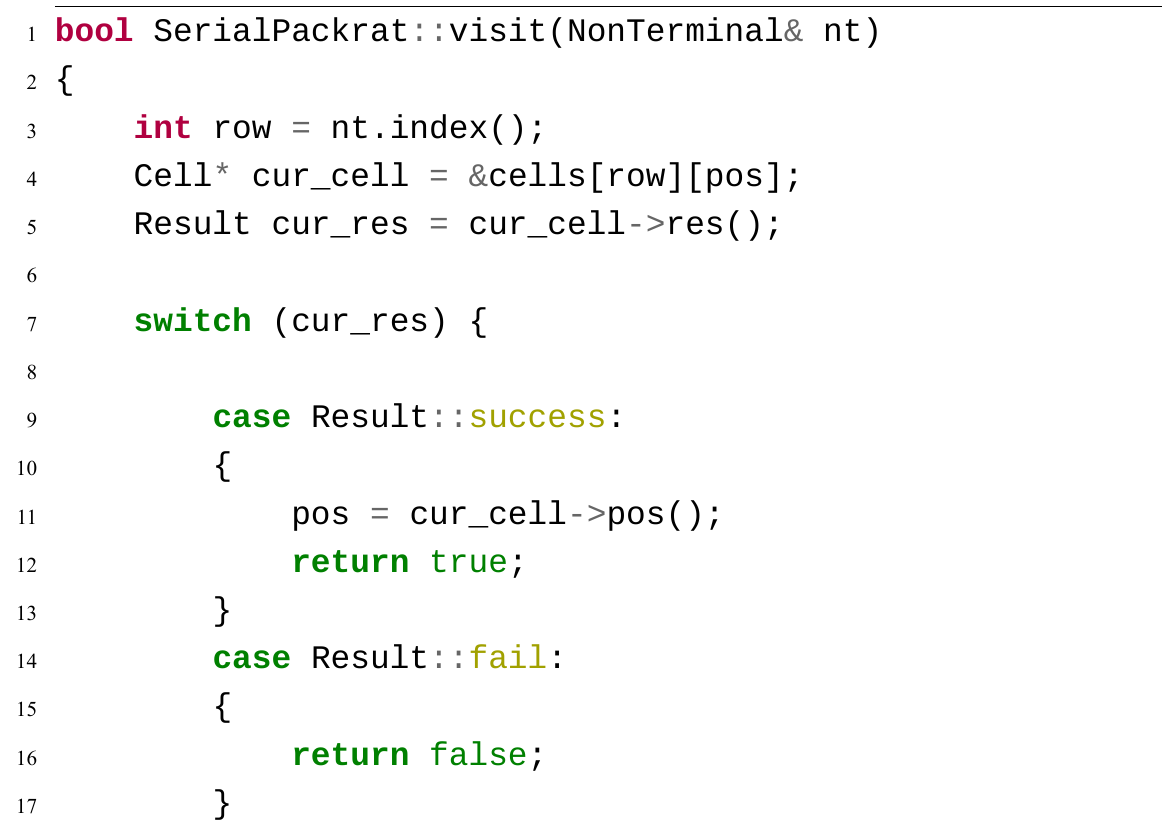 1 bool SerialPackrat::visit(NonTerminal& nt)
2 {
3     int row = nt.index();
4     Cell* cur_cell = &cells[row][pos];
5     Result cur_res = cur_cell->res();
6
7     switch (cur_res) {
8
9         case Result::success:
10         {
11             pos = cur_cell->pos();
12             return true;
13         }
14         case Result::fail:
15         {
16             return false;
17         }